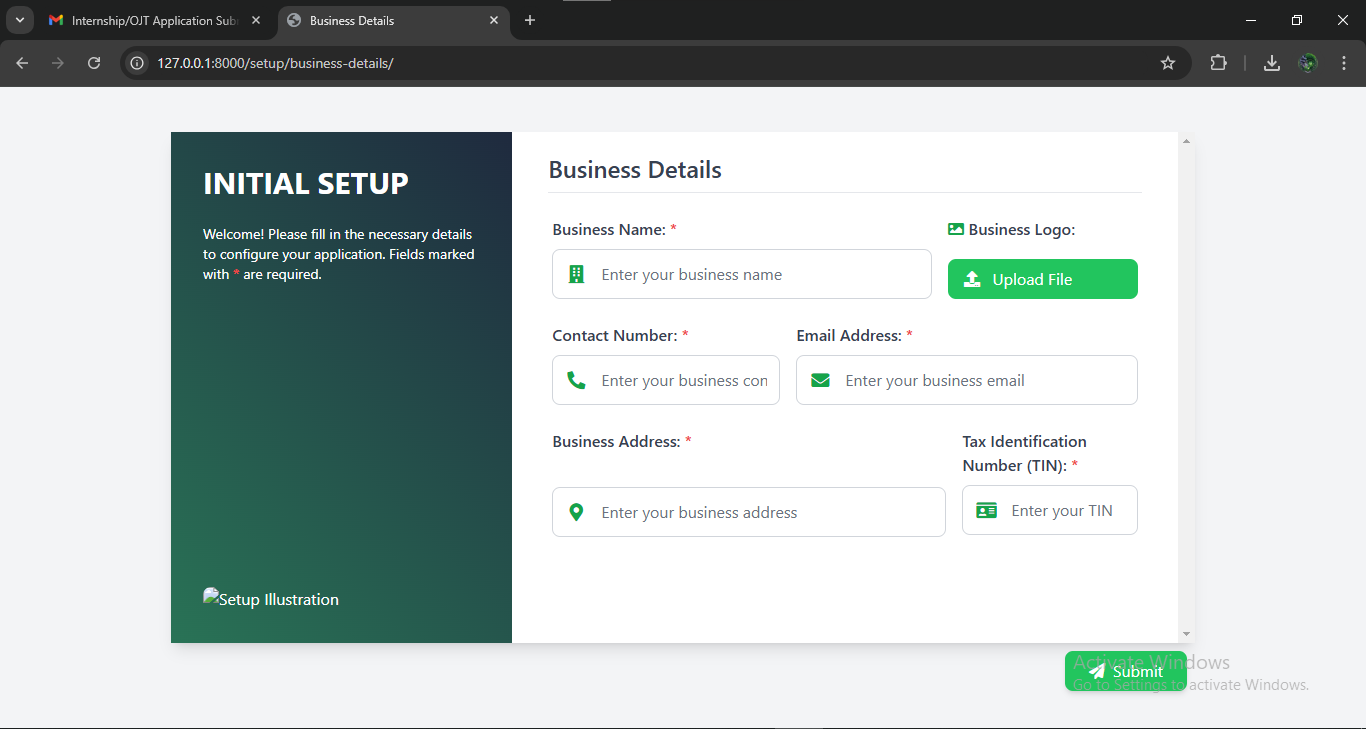 Internship/OJT Application Sub
Business Details
127.0.0.1:8000/setup/business-details/
INITIAL SETUP
Welcome! Please fill in the necessary details
to configure your application. Fields marked
with * are required.
Setup Illustration
Business Details
Business Name: *
Business Logo:
Enter your business name
Upload File
Contact Number: *
Email Address: *
Enter your business con
Enter your business email
Business Address: *
Tax Identification
Number (TIN): *
Enter your business address
Enter your TIN
Submit
Activate Windows
Go to Settings to activate Windows.